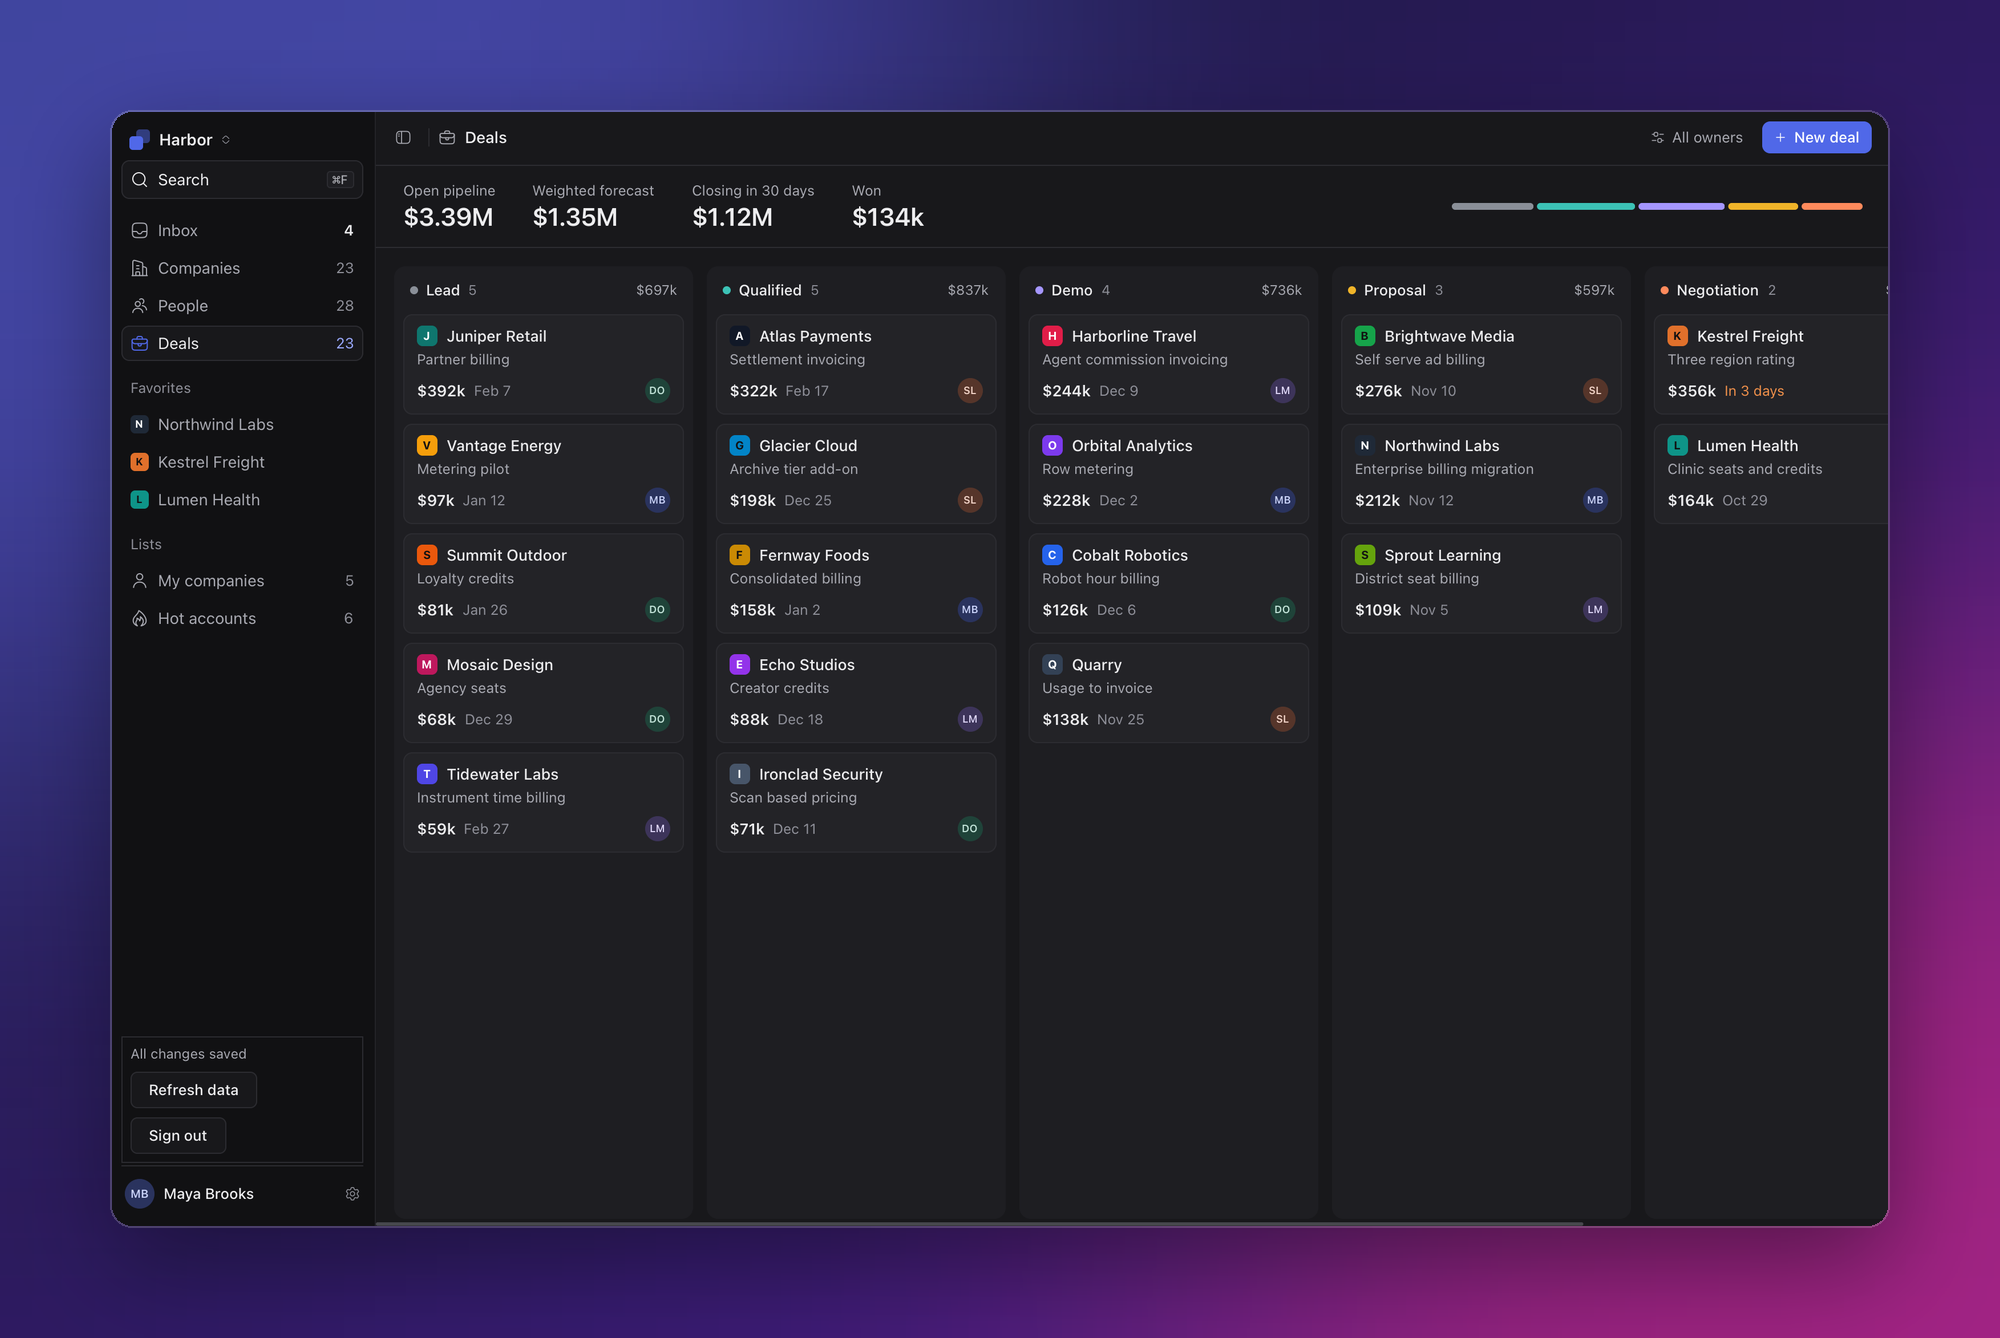 Harbor
Search ⌘F
Inbox 4
Companies 23
People 28
Deals 23
Favorites
N Northwind Labs
K Kestrel Freight
L Lumen Health
Lists
My companies 5
Hot accounts 6
All changes saved
Refresh data
Sign out
MB Maya Brooks
Deals
All owners
+ New deal
Open pipeline
$3.39M
Weighted forecast
$1.35M
Closing in 30 days
$1.12M
Won
$134k
Lead 5 $697k
J Juniper Retail
Partner billing
$392k Feb 7 DO
V Vantage Energy
Metering pilot
$97k Jan 12 MB
S Summit Outdoor
Loyalty credits
$81k Jan 26 DO
M Mosaic Design
Agency seats
$68k Dec 29 DO
T Tidewater Labs
Instrument time billing
$59k Feb 27 LM
Qualified 5 $837k
A Atlas Payments
Settlement invoicing
$322k Feb 17 SL
G Glacier Cloud
Archive tier add-on
$198k Dec 25 SL
F Fernway Foods
Consolidated billing
$158k Jan 2 MB
E Echo Studios
Creator credits
$88k Dec 18 LM
I Ironclad Security
Scan based pricing
$71k Dec 11 DO
Demo 4 $736k
H Harborline Travel
Agent commission invoicing
$244k Dec 9 LM
O Orbital Analytics
Row metering
$228k Dec 2 MB
C Cobalt Robotics
Robot hour billing
$126k Dec 6 DO
Q Quarry
Usage to invoice
$138k Nov 25 SL
Proposal 3 $597k
B Brightwave Media
Self serve ad billing
$276k Nov 10 SL
N Northwind Labs
Enterprise billing migration
$212k Nov 12 MB
S Sprout Learning
District seat billing
$109k Nov 5 LM
Negotiation 2
K Kestrel Freight
Three region rating
$356k In 3 days
L Lumen Health
Clinic seats and credits
$164k Oct 29